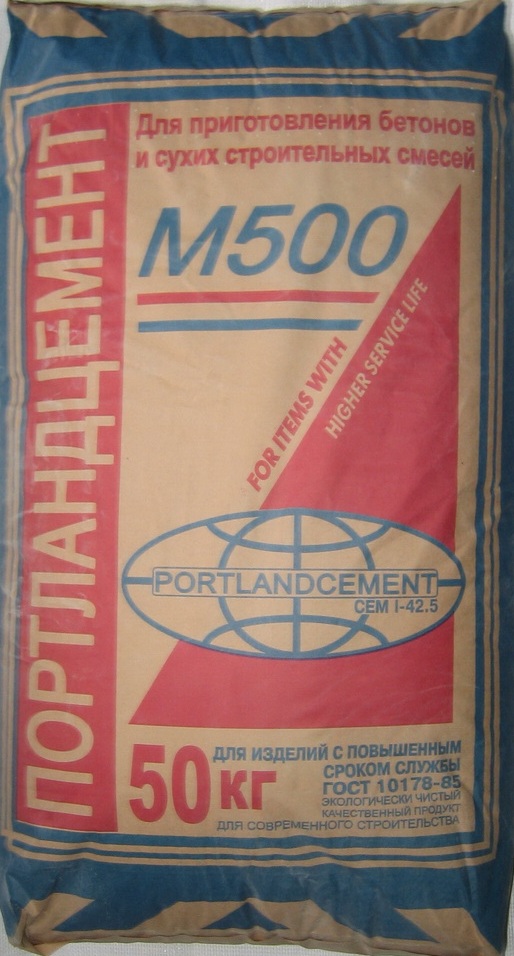 ПОРТЛАНДЦЕМЕНТ
Для приготовления бетонов
и сухих строительных смесей
М500
FOR ITEMS WITH
HIGHER SERVICE LIFE
PORTLANDCEMENT
CEM I-42.5
50 кг
ДЛЯ ИЗДЕЛИЙ С ПОВЫШЕННЫМ
СРОКОМ СЛУЖБЫ
ГОСТ 10178-85
ЭКОЛОГИЧЕСКИ ЧИСТЫЙ
КАЧЕСТВЕННЫЙ ПРОДУКТ
ДЛЯ СОВРЕМЕННОГО СТРОИТЕЛЬСТВА